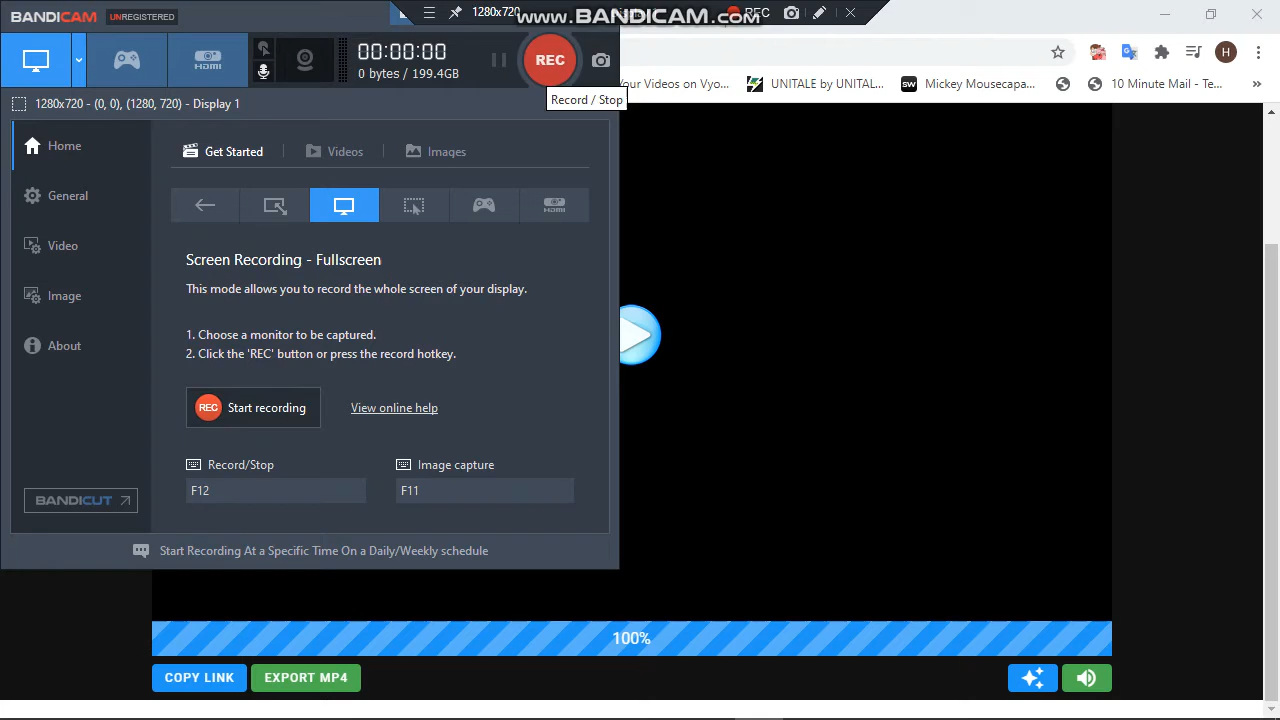 BANDICAM UNREGISTERED
1280x720
www.BANDICAM.com
REC
HDMI
00:00:00
0 bytes / 199.4GB
REC
Record / Stop
H
Your Videos on Vyo...
UNITALE by UNITAL...
SW
Mickey Mousecapa...
10 Minute Mail - Te...
1280x720 - (0, 0), (1280, 720) - Display 1
Home
General
Video
Image
About
BANDICUT
Get Started
Videos
Images
HDMI
Screen Recording - Fullscreen
This mode allows you to record the whole screen of your display.
1. Choose a monitor to be captured.
2. Click the 'REC' button or press the record hotkey.
REC Start recording
View online help
Record/Stop
Image capture
F12
F11
Start Recording At a Specific Time On a Daily/Weekly schedule
100%
COPY LINK
EXPORT MP4